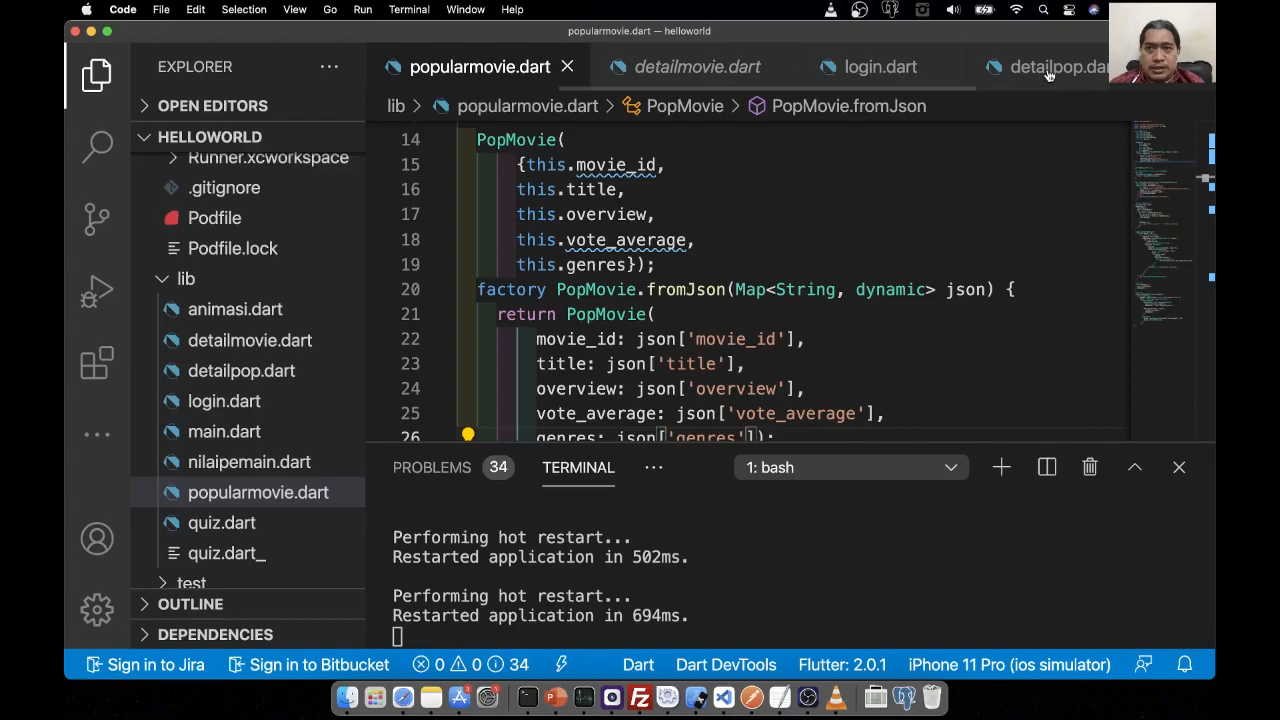 Code File Edit Selection View Go Run Terminal Window Help
popularmovie.dart — helloworld
EXPLORER
OPEN EDITORS
HELLOWORLD
Runner.xcworkspace
.gitignore
Podfile
Podfile.lock
lib
animasi.dart
detailmovie.dart
detailpop.dart
login.dart
main.dart
nilaipemain.dart
popularmovie.dart
quiz.dart
quiz.dart_
test
OUTLINE
DEPENDENCIES
popularmovie.dart detailmovie.dart login.dart detailpop.da
lib popularmovie.dart PopMovie PopMovie.fromJson
14 PopMovie(
15 {this.movie_id,
16 this.title,
17 this.overview,
18 this.vote_average,
19 this.genres});
20 factory PopMovie.fromJson(Map<String, dynamic> json) {
21 return PopMovie(
22 movie_id: json['movie_id'],
23 title: json['title'],
24 overview: json['overview'],
25 vote_average: json['vote_average'],
26 genres: json['genres']);
PROBLEMS 34 TERMINAL 1: bash
Performing hot restart...
Restarted application in 502ms.
Performing hot restart...
Restarted application in 694ms.
Sign in to Jira Sign in to Bitbucket 0 0 34 Dart Dart DevTools Flutter: 2.0.1 iPhone 11 Pro (ios simulator)